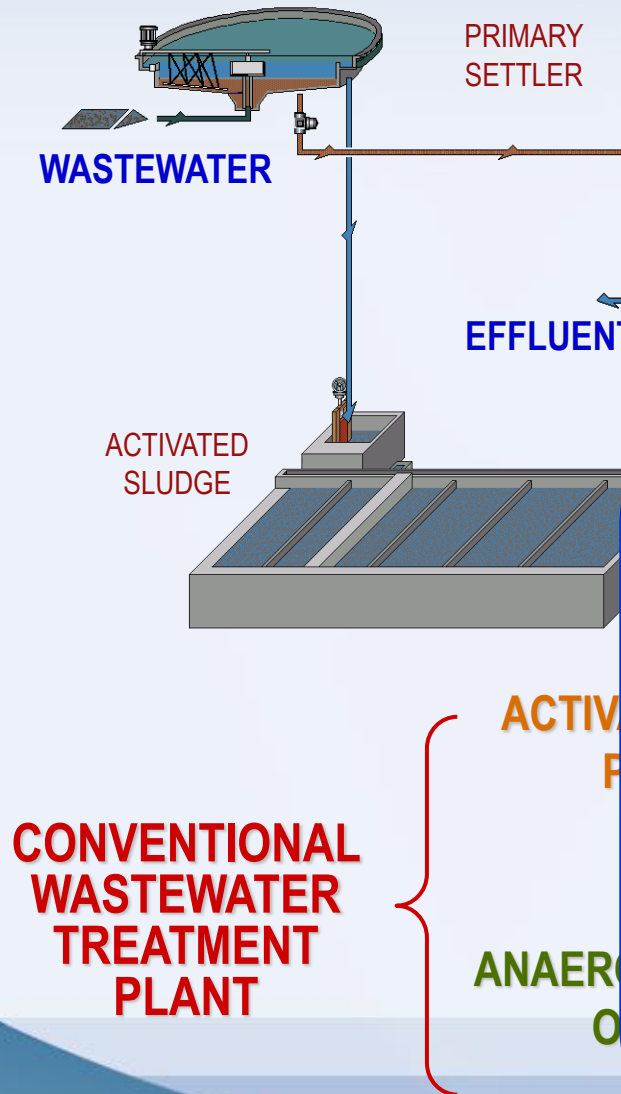 PRIMARY
SETTLER
WASTEWATER
EFFLUENT
ACTIVATED
SLUDGE
CONVENTIONAL
WASTEWATER
TREATMENT
PLANT